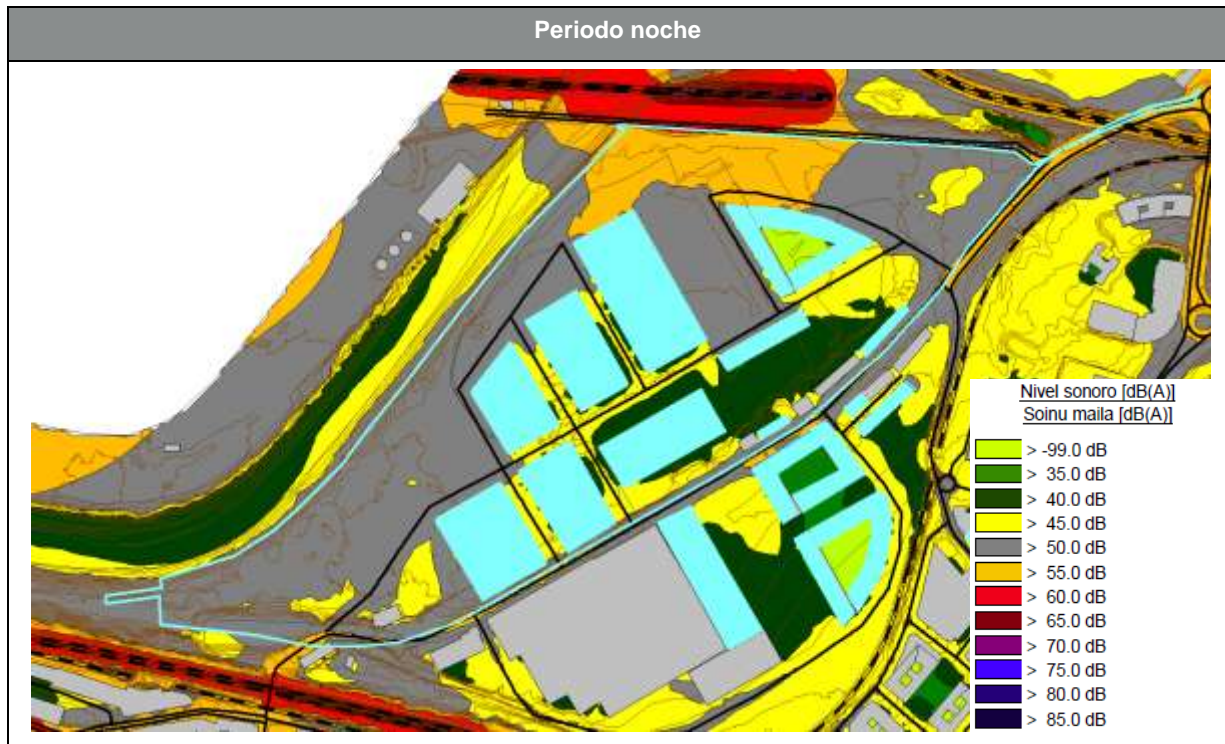 Periodo noche
Nivel sonoro [dB(A)]
Soinu maila [dB(A)]
> -99.0 dB
> 35.0 dB
> 40.0 dB
> 45.0 dB
> 50.0 dB
> 55.0 dB
> 60.0 dB
> 65.0 dB
> 70.0 dB
> 75.0 dB
> 80.0 dB
> 85.0 dB